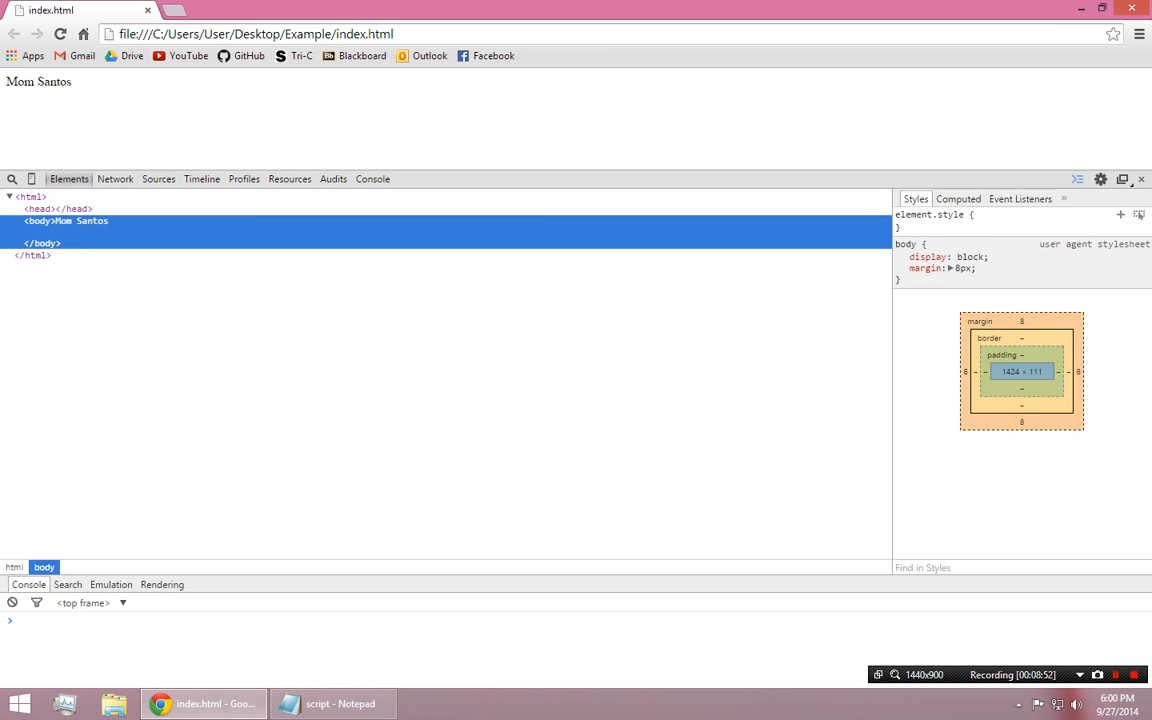 index.html
file:///C:/Users/User/Desktop/Example/index.html
Apps Gmail Drive YouTube GitHub Tri-C Blackboard Outlook Facebook
Mom Santos
Elements Network Sources Timeline Profiles Resources Audits Console
<html>
<head></head>
<body>Mom Santos
</body>
</html>
Styles Computed Event Listeners »
element.style {
}
body { user agent stylesheet
display: block;
margin: 8px;
}
margin 8
border –
padding –
8 – – 1424 × 111 – – 8
–
–
8
html body Find in Styles
Console Search Emulation Rendering
<top frame>
>
1440x900 Recording [00:08:52]
index.html - Goo... script - Notepad
6:00 PM
9/27/2014